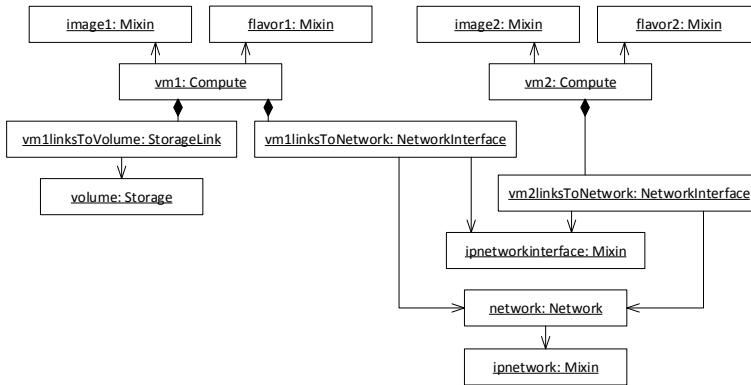 image1: Mixin
flavor1: Mixin
image2: Mixin
flavor2: Mixin
vm1: Compute
vm2: Compute
vm1linksToVolume: StorageLink
vm1linksToNetwork: NetworkInterface
volume: Storage
vm2linksToNetwork: NetworkInterface
ipnetworkinterface: Mixin
network: Network
ipnetwork: Mixin